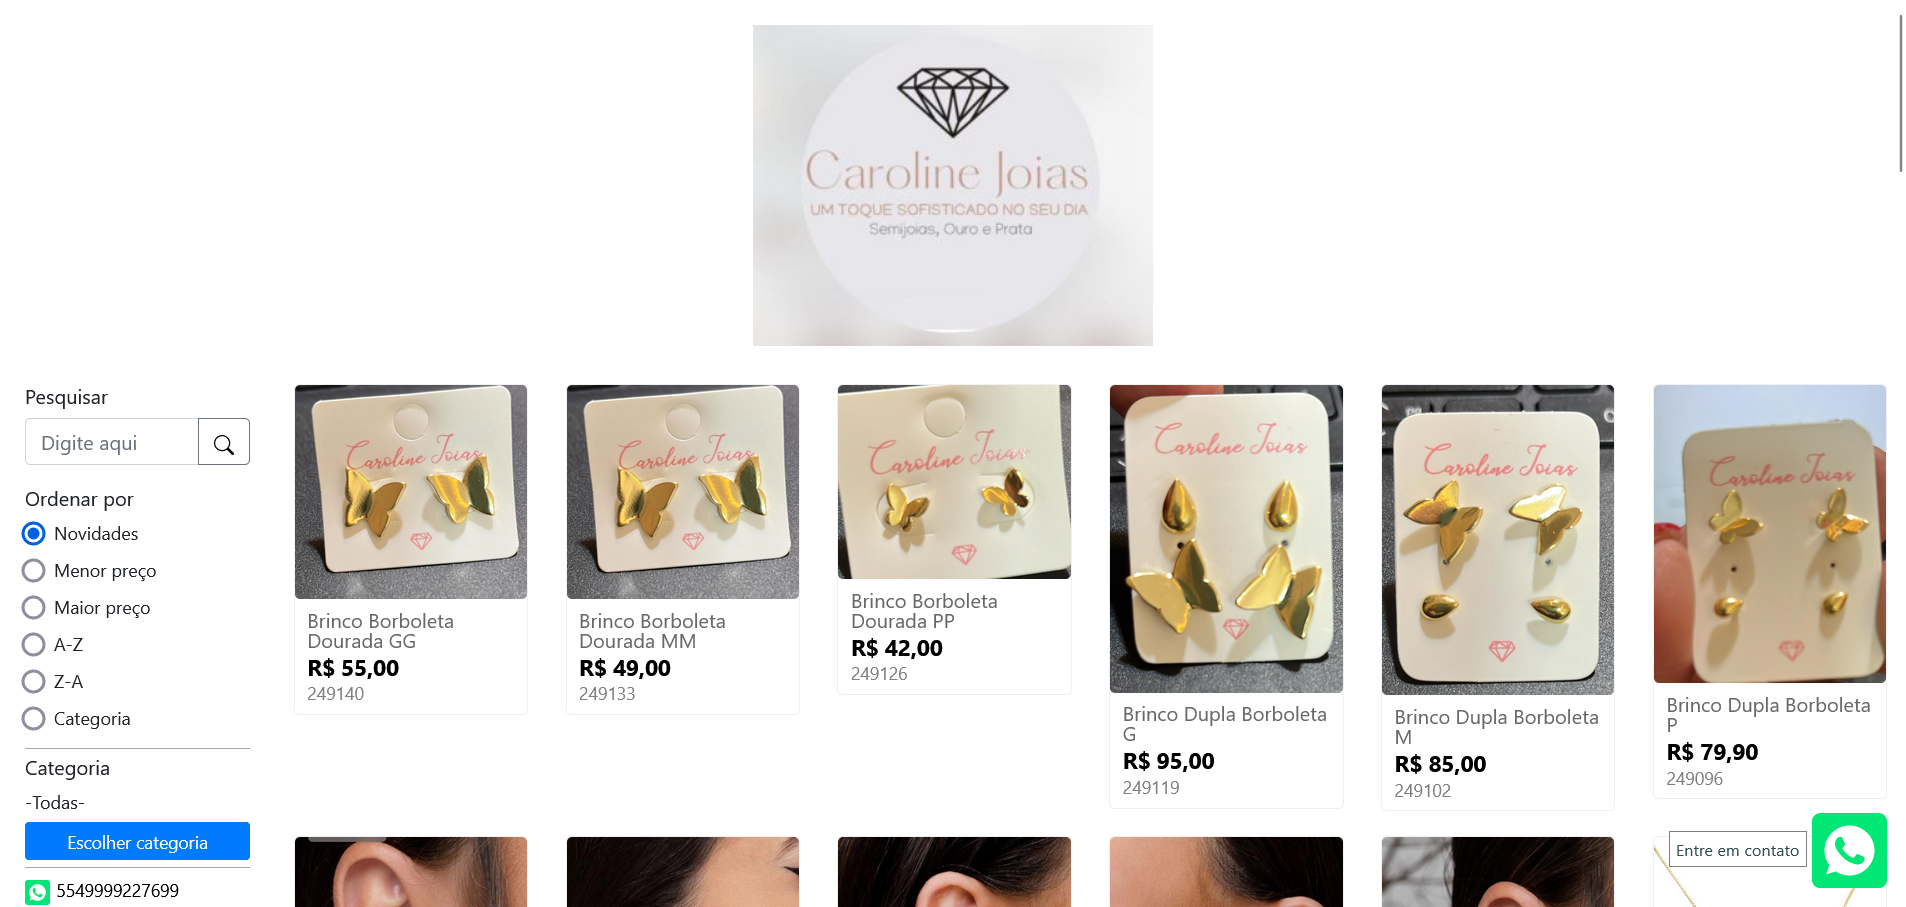 Caroline Joias
UM TOQUE SOFISTICADO NO SEU DIA
Semijoias, Ouro e Prata
Pesquisar
Digite aqui
Ordenar por
Novidades
Menor preço
Maior preço
A-Z
Z-A
Categoria
Categoria
-Todas-
Escolher categoria
5549999227699
Caroline Joias
Brinco Borboleta
Dourada GG
R$ 55,00
249140
Caroline Joias
Brinco Borboleta
Dourada MM
R$ 49,00
249133
Caroline Joias
Brinco Borboleta
Dourada PP
R$ 42,00
249126
Caroline Joias
Brinco Dupla Borboleta
G
R$ 95,00
249119
Caroline Joias
Brinco Dupla Borboleta
M
R$ 85,00
249102
Caroline Joias
Brinco Dupla Borboleta
P
R$ 79,90
249096
Entre em contato